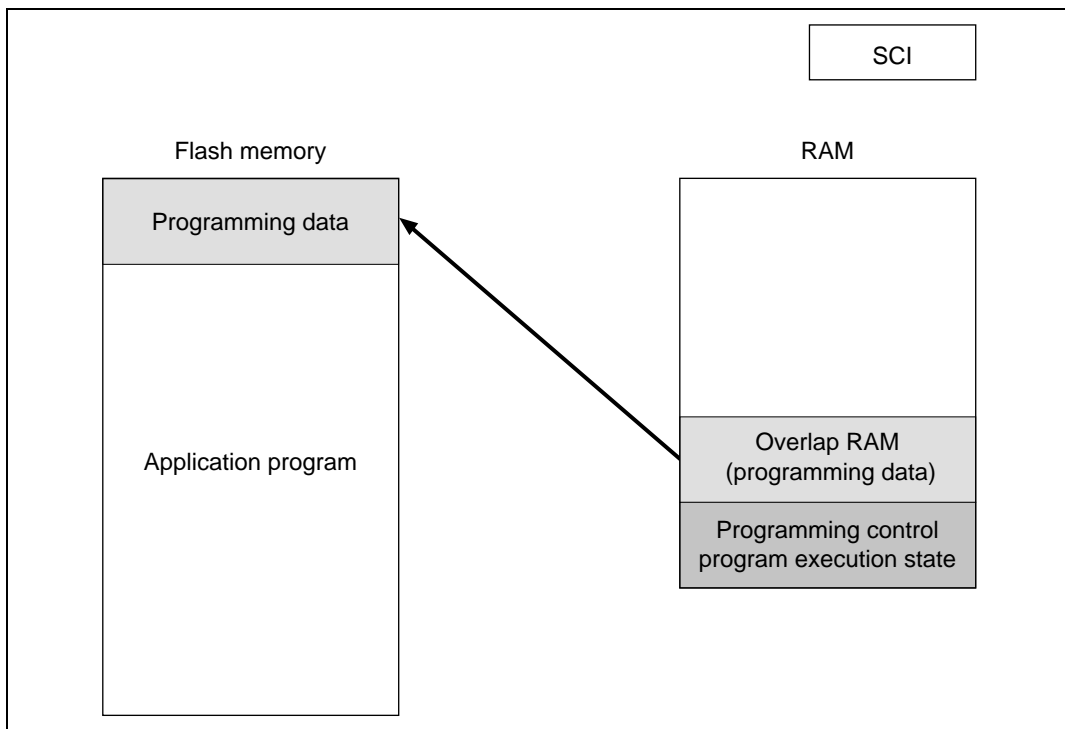 SCI
Flash memory
RAM
Programming data
Application program
Overlap RAM
(programming data)
Programming control
program execution state